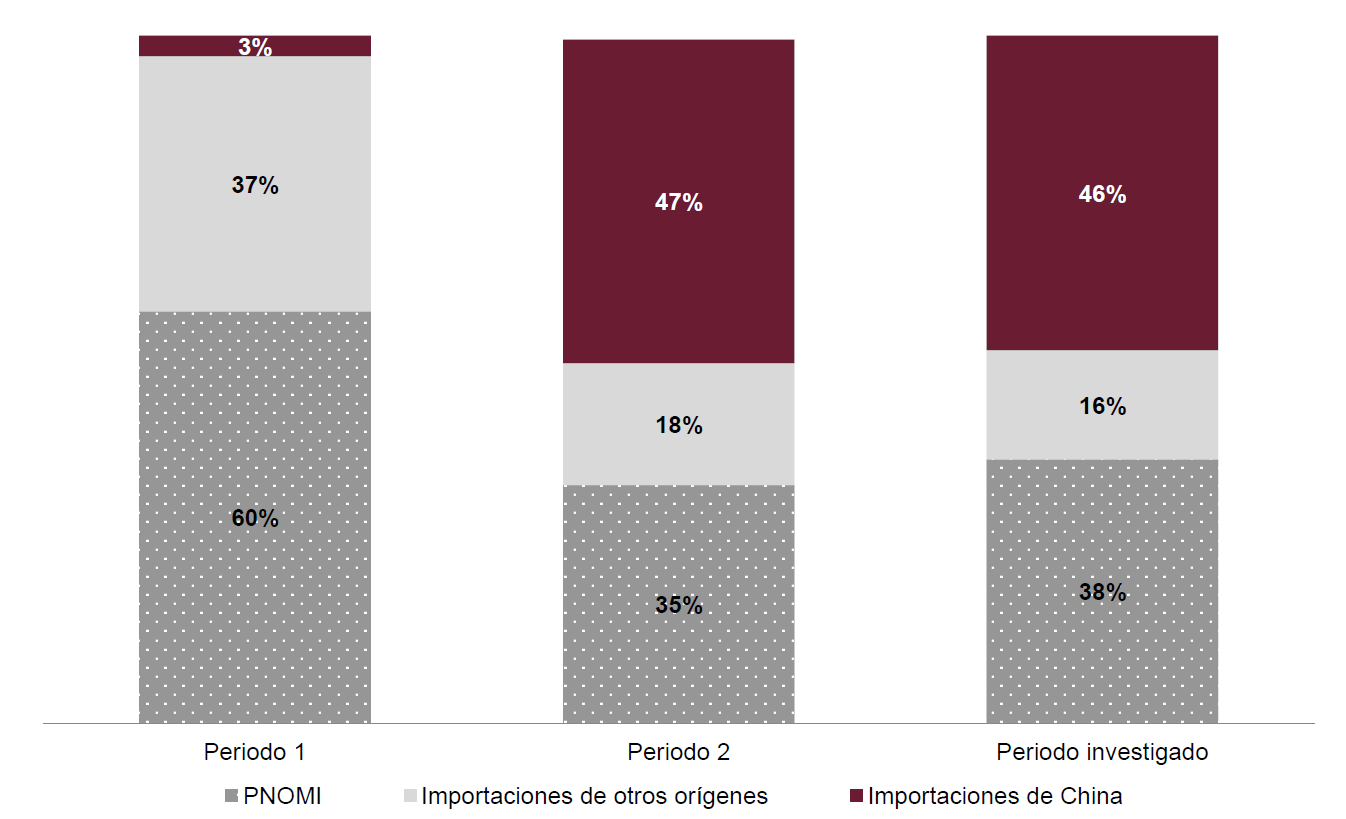 3%
37%
47%
46%
18%
16%
60%
35%
38%
Periodo 1
Periodo 2
Periodo investigado
PNOMI
Importaciones de otros orígenes
Importaciones de China